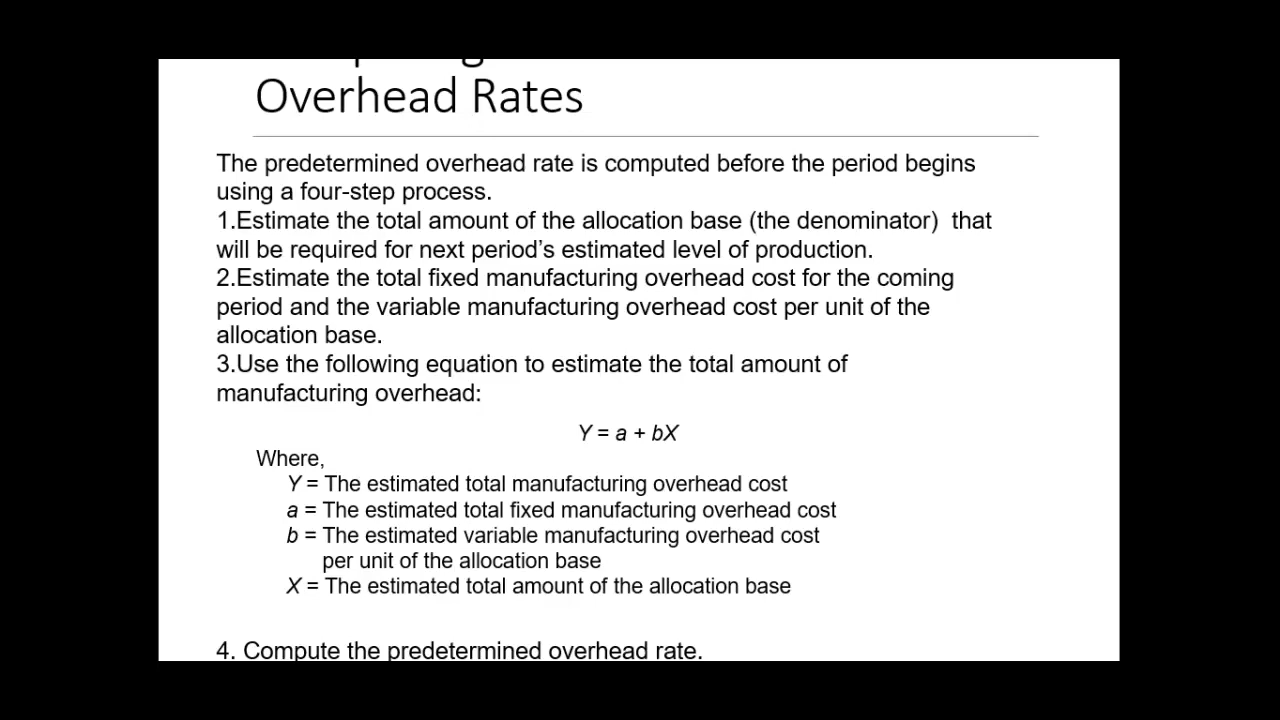 Overhead Rates
The predetermined overhead rate is computed before the period begins
using a four-step process.
1.Estimate the total amount of the allocation base (the denominator)  that
will be required for next period’s estimated level of production.
2.Estimate the total fixed manufacturing overhead cost for the coming
period and the variable manufacturing overhead cost per unit of the
allocation base.
3.Use the following equation to estimate the total amount of
manufacturing overhead:
Y = a + bX
Where,
Y = The estimated total manufacturing overhead cost
a = The estimated total fixed manufacturing overhead cost
b = The estimated variable manufacturing overhead cost
per unit of the allocation base
X = The estimated total amount of the allocation base
4. Compute the predetermined overhead rate.